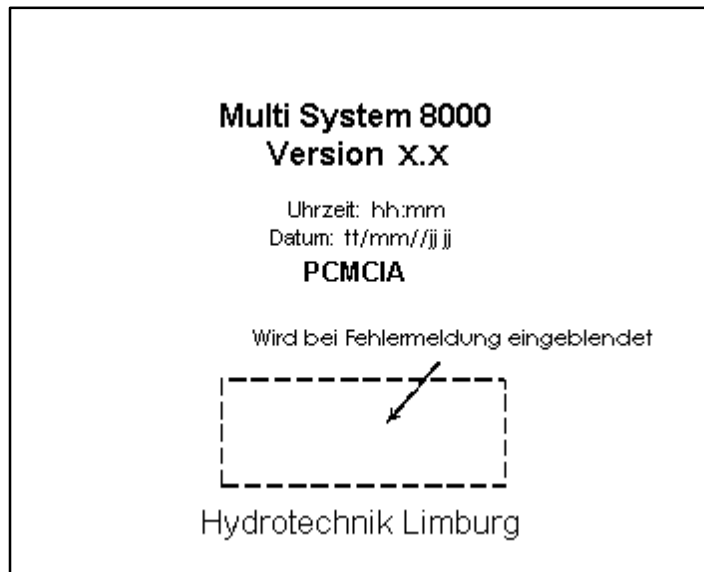 Multi System 8000
Version X.X
Uhrzeit: hh:mm
Datum: tt/mm//jj jj
PCMCIA
Wird bei Fehlermeldung eingeblendet
Hydrotechnik Limburg